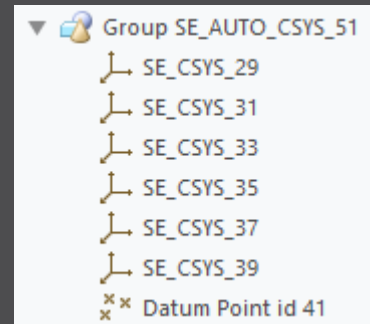 Group SE_AUTO_CSYS_51
SE_CSYS_29
SE_CSYS_31
SE_CSYS_33
SE_CSYS_35
SE_CSYS_37
SE_CSYS_39
Datum Point id 41